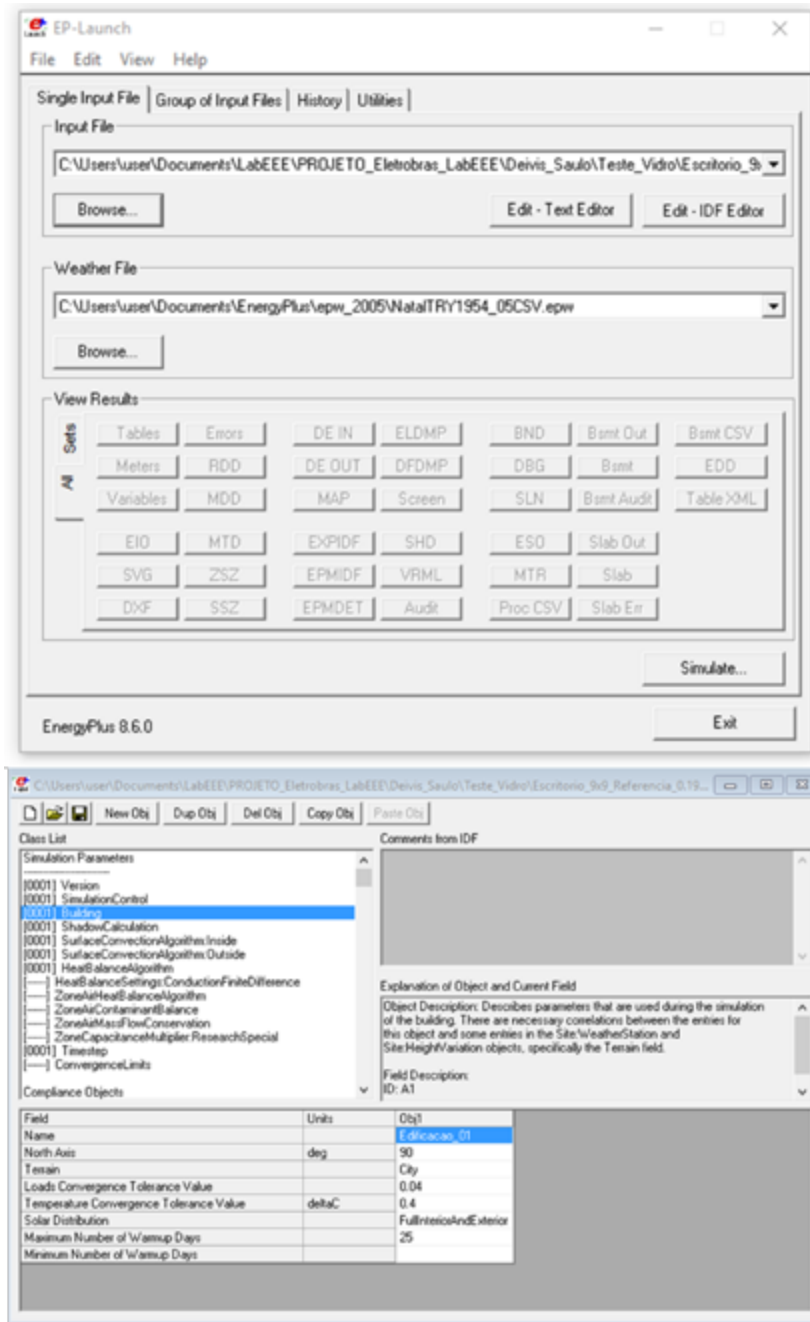 EP-Launch
File Edit View Help
Single Input File Group of Input Files History Utilities
Input File
C:\Users\user\Documents\LabEEE\PROJETO_Eletrobras_LabEEE\Deivis_Saulo\Teste_Vidro\Escritorio_9x
Browse... Edit - Text Editor Edit - IDF Editor
Weather File
C:\Users\user\Documents\EnergyPlus\epw_2005\NatalTRY1954_05CSV.epw
Browse...
View Results
Sets
All
Tables Errors DE IN ELDMP BND Bsmt Out Bsmt CSV
Meters RDD DE OUT DFDMP DBG Bsmt EDD
Variables MDD MAP Screen SLN Bsmt Audit Table XML
EIO MTD EXPIDF SHD ESO Slab Out
SVG ZSZ EPMIDF VRML MTR Slab
DXF SSZ EPMDET Audit Proc CSV Slab Err
Simulate...
EnergyPlus 8.6.0 Exit
C:\Users\user\Documents\LabEEE\PROJETO_Eletrobras_LabEEE\Deivis_Saulo\Teste_Vidro\Escritorio_9x9_Referencia_0.19...
New Obj Dup Obj Del Obj Copy Obj Paste Obj
Class List Comments from IDF
Simulation Parameters
------------------------
[0001] Version
[0001] SimulationControl
[0001] Building
[0001] ShadowCalculation
[0001] SurfaceConvectionAlgorithm:Inside
[0001] SurfaceConvectionAlgorithm:Outside
[0001] HeatBalanceAlgorithm
[----] HeatBalanceSettings:ConductionFiniteDifference
[----] ZoneAirHeatBalanceAlgorithm
[----] ZoneAirContaminantBalance
[----] ZoneAirMassFlowConservation
[----] ZoneCapacitanceMultiplier:ResearchSpecial
[0001] Timestep
[----] ConvergenceLimits
Compliance Objects
Explanation of Object and Current Field
Object Description: Describes parameters that are used during the simulation
of the building. There are necessary correlations between the entries for
this object and some entries in the Site:WeatherStation and
Site:HeightVariation objects, specifically the Terrain field.
Field Description:
ID: A1
Field Units Obj1
Name Edificacao_01
North Axis deg 90
Terrain City
Loads Convergence Tolerance Value 0.04
Temperature Convergence Tolerance Value deltaC 0.4
Solar Distribution FullInteriorAndExterior
Maximum Number of Warmup Days 25
Minimum Number of Warmup Days